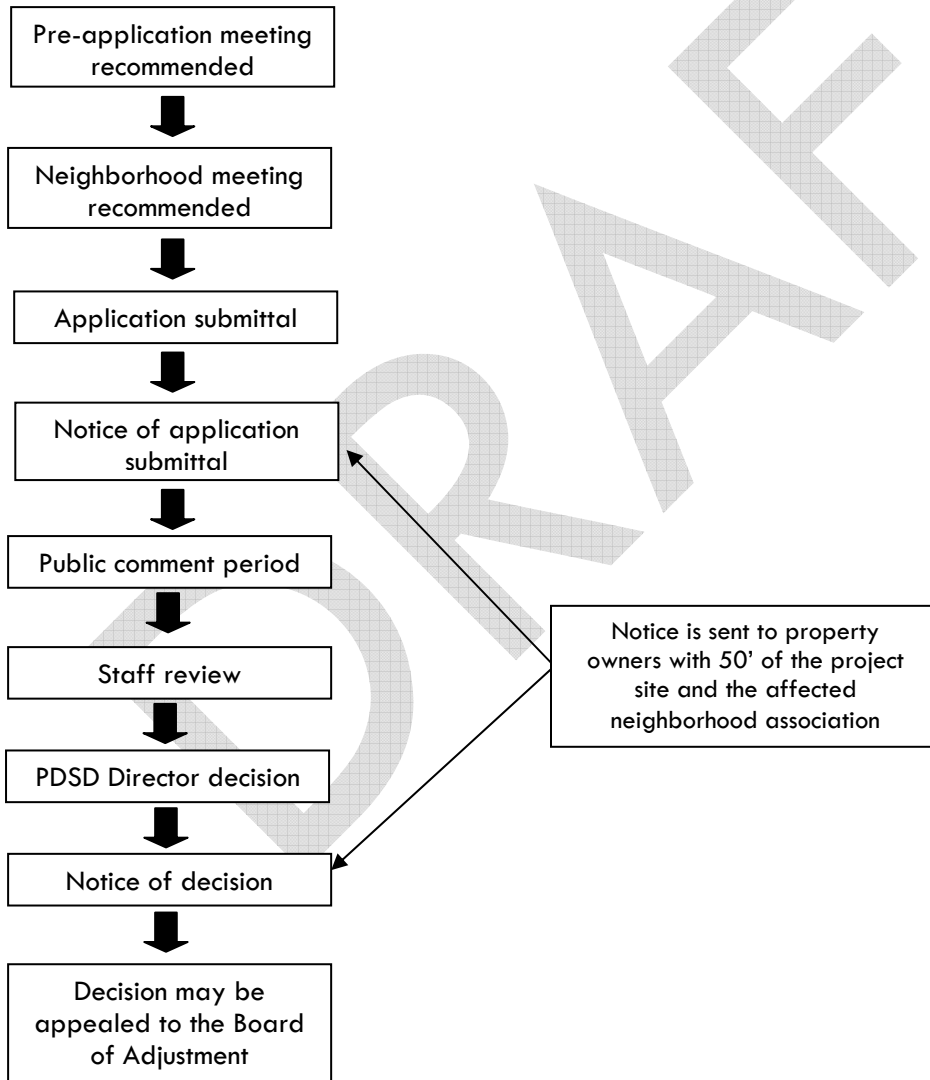 Pre-application meeting
recommended
Neighborhood meeting
recommended
Application submittal
Notice of application
submittal
Public comment period
Staff review
PDSD Director decision
Notice of decision
Decision may be
appealed to the Board
of Adjustment
Notice is sent to property
owners with 50’ of the project
site and the affected
neighborhood association
DRAF